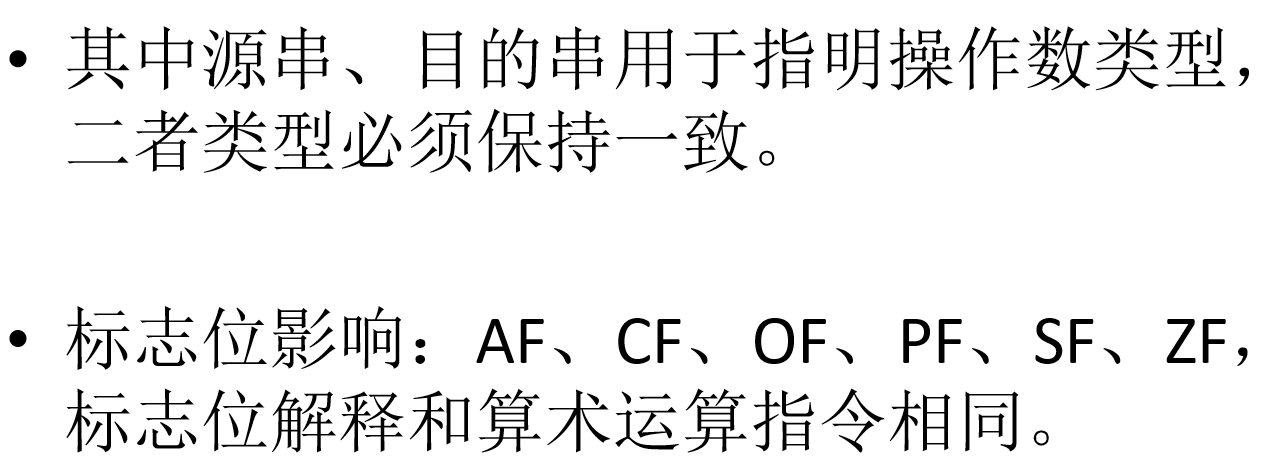 • 其中源串、目的串用于指明操作数类型，
二者类型必须保持一致。
• 标志位影响：AF、CF、OF、PF、SF、ZF，
标志位解释和算术运算指令相同。